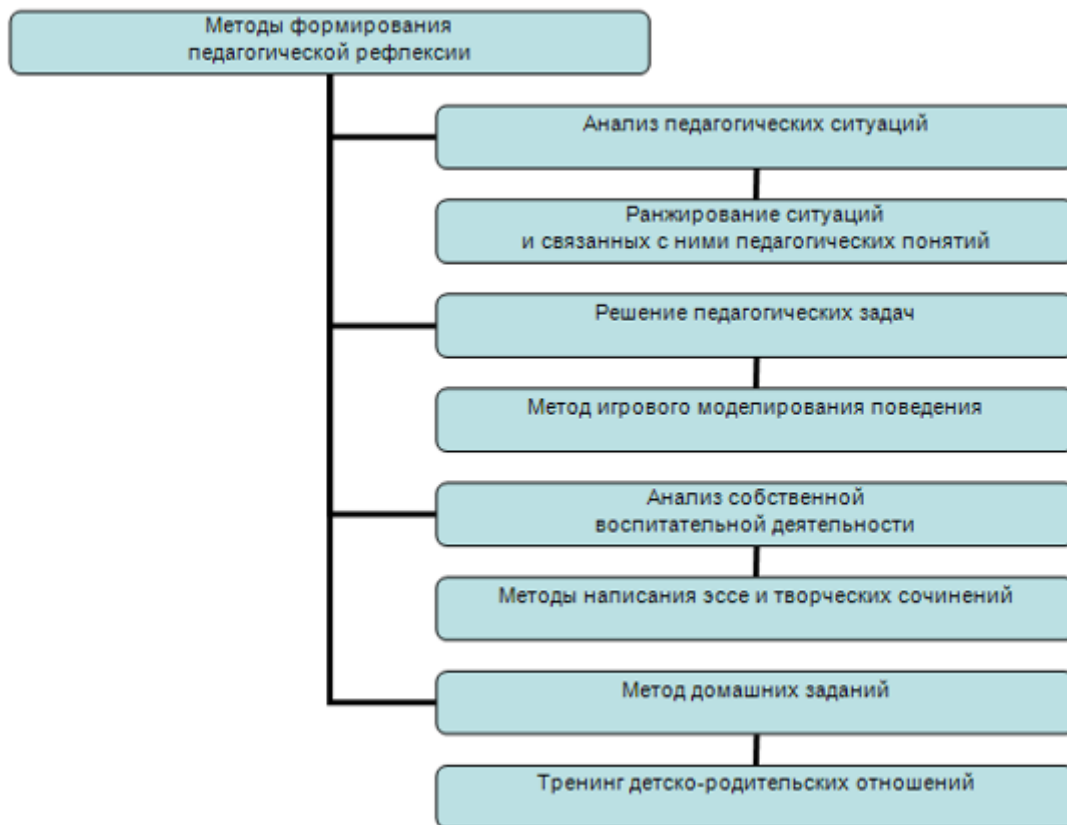 Методы формирования
педагогической рефлексии
Анализ педагогических ситуаций
Ранжирование ситуаций
и связанных с ними педагогических понятий
Решение педагогических задач
Метод игрового моделирования поведения
Анализ собственной
воспитательной деятельности
Методы написания эссе и творческих сочинений
Метод домашних заданий
Тренинг детско-родительских отношений